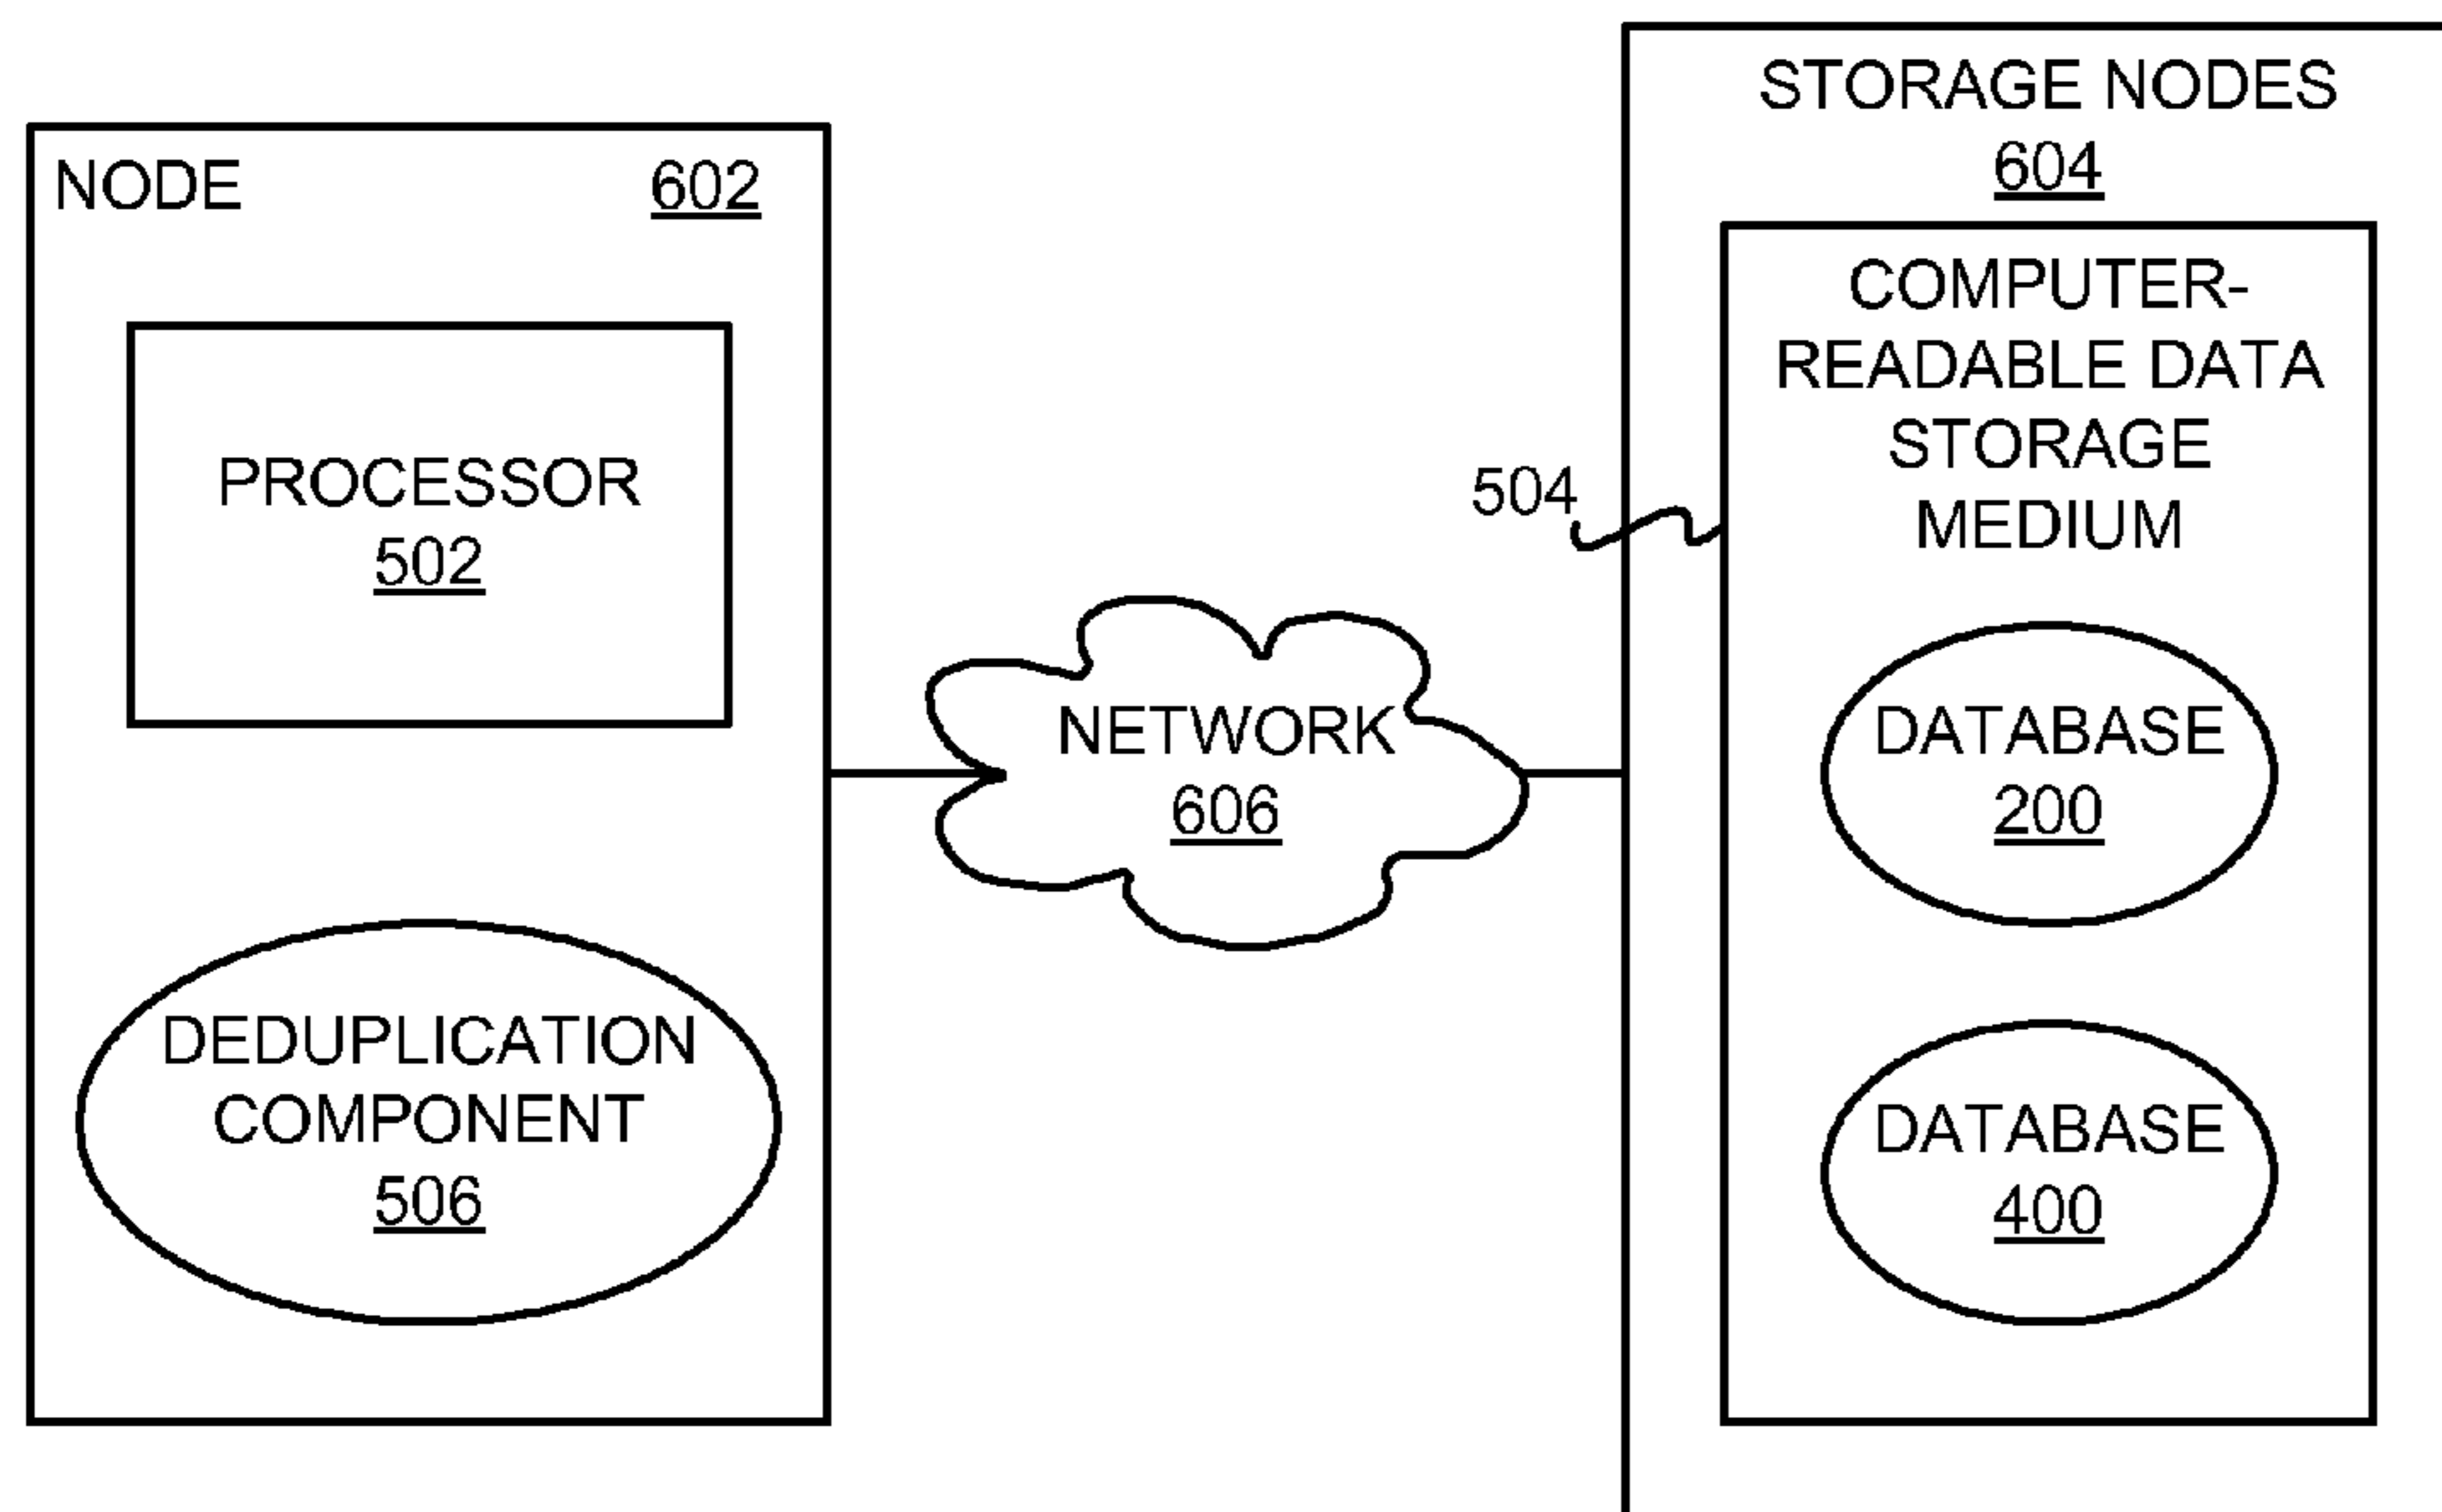 NODE 602
PROCESSOR
502
DEDUPLICATION
COMPONENT
506
NETWORK
606
STORAGE NODES
604
504
COMPUTER-
READABLE DATA
STORAGE
MEDIUM
DATABASE
200
DATABASE
400